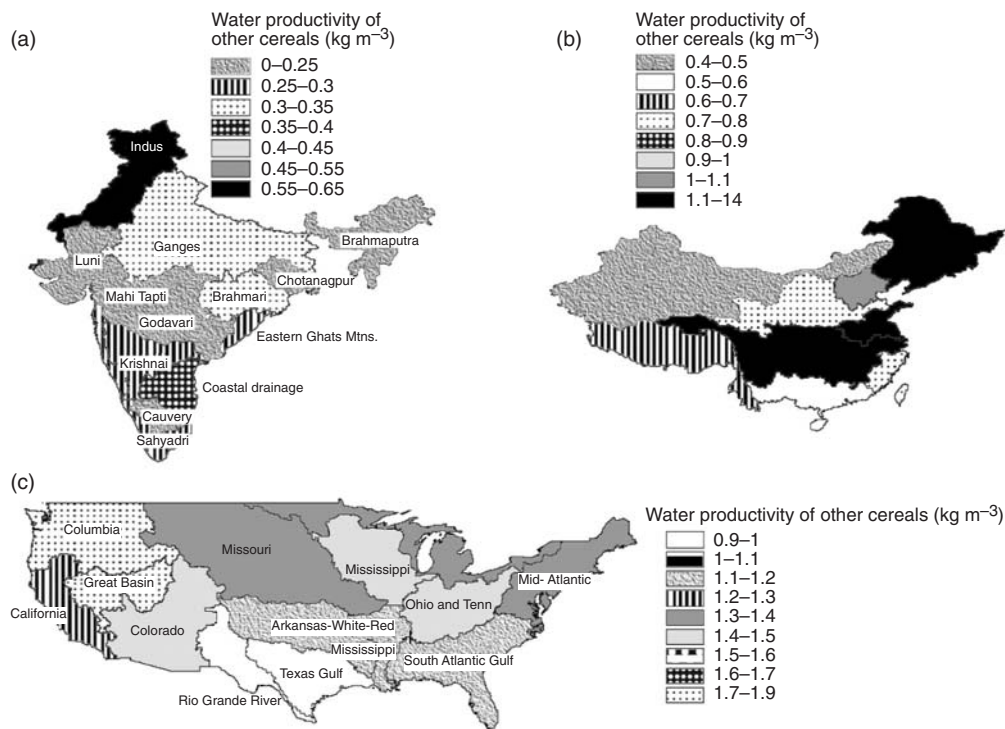 (a)
Water productivity of
other cereals (kg m⁻³)
0–0.25
0.25–0.3
0.3–0.35
0.35–0.4
0.4–0.45
0.45–0.55
0.55–0.65
Indus
Ganges
Luni
Brahmaputra
Chotanagpur
Mahi Tapti
Brahmari
Godavari
Eastern Ghats Mtns.
Krishnai
Coastal drainage
Cauvery
Sahyadri
(b)
Water productivity of
other cereals (kg m⁻³)
0.4–0.5
0.5–0.6
0.6–0.7
0.7–0.8
0.8–0.9
0.9–1
1–1.1
1.1–14
(c)
Columbia
Missouri
Mississippi
Great Basin
Mid- Atlantic
California
Ohio and Tenn
Colorado
Arkansas-White-Red
Mississippi
South Atlantic Gulf
Texas Gulf
Rio Grande River
Water productivity of other cereals (kg m⁻³)
0.9–1
1–1.1
1.1–1.2
1.2–1.3
1.3–1.4
1.4–1.5
1.5–1.6
1.6–1.7
1.7–1.9